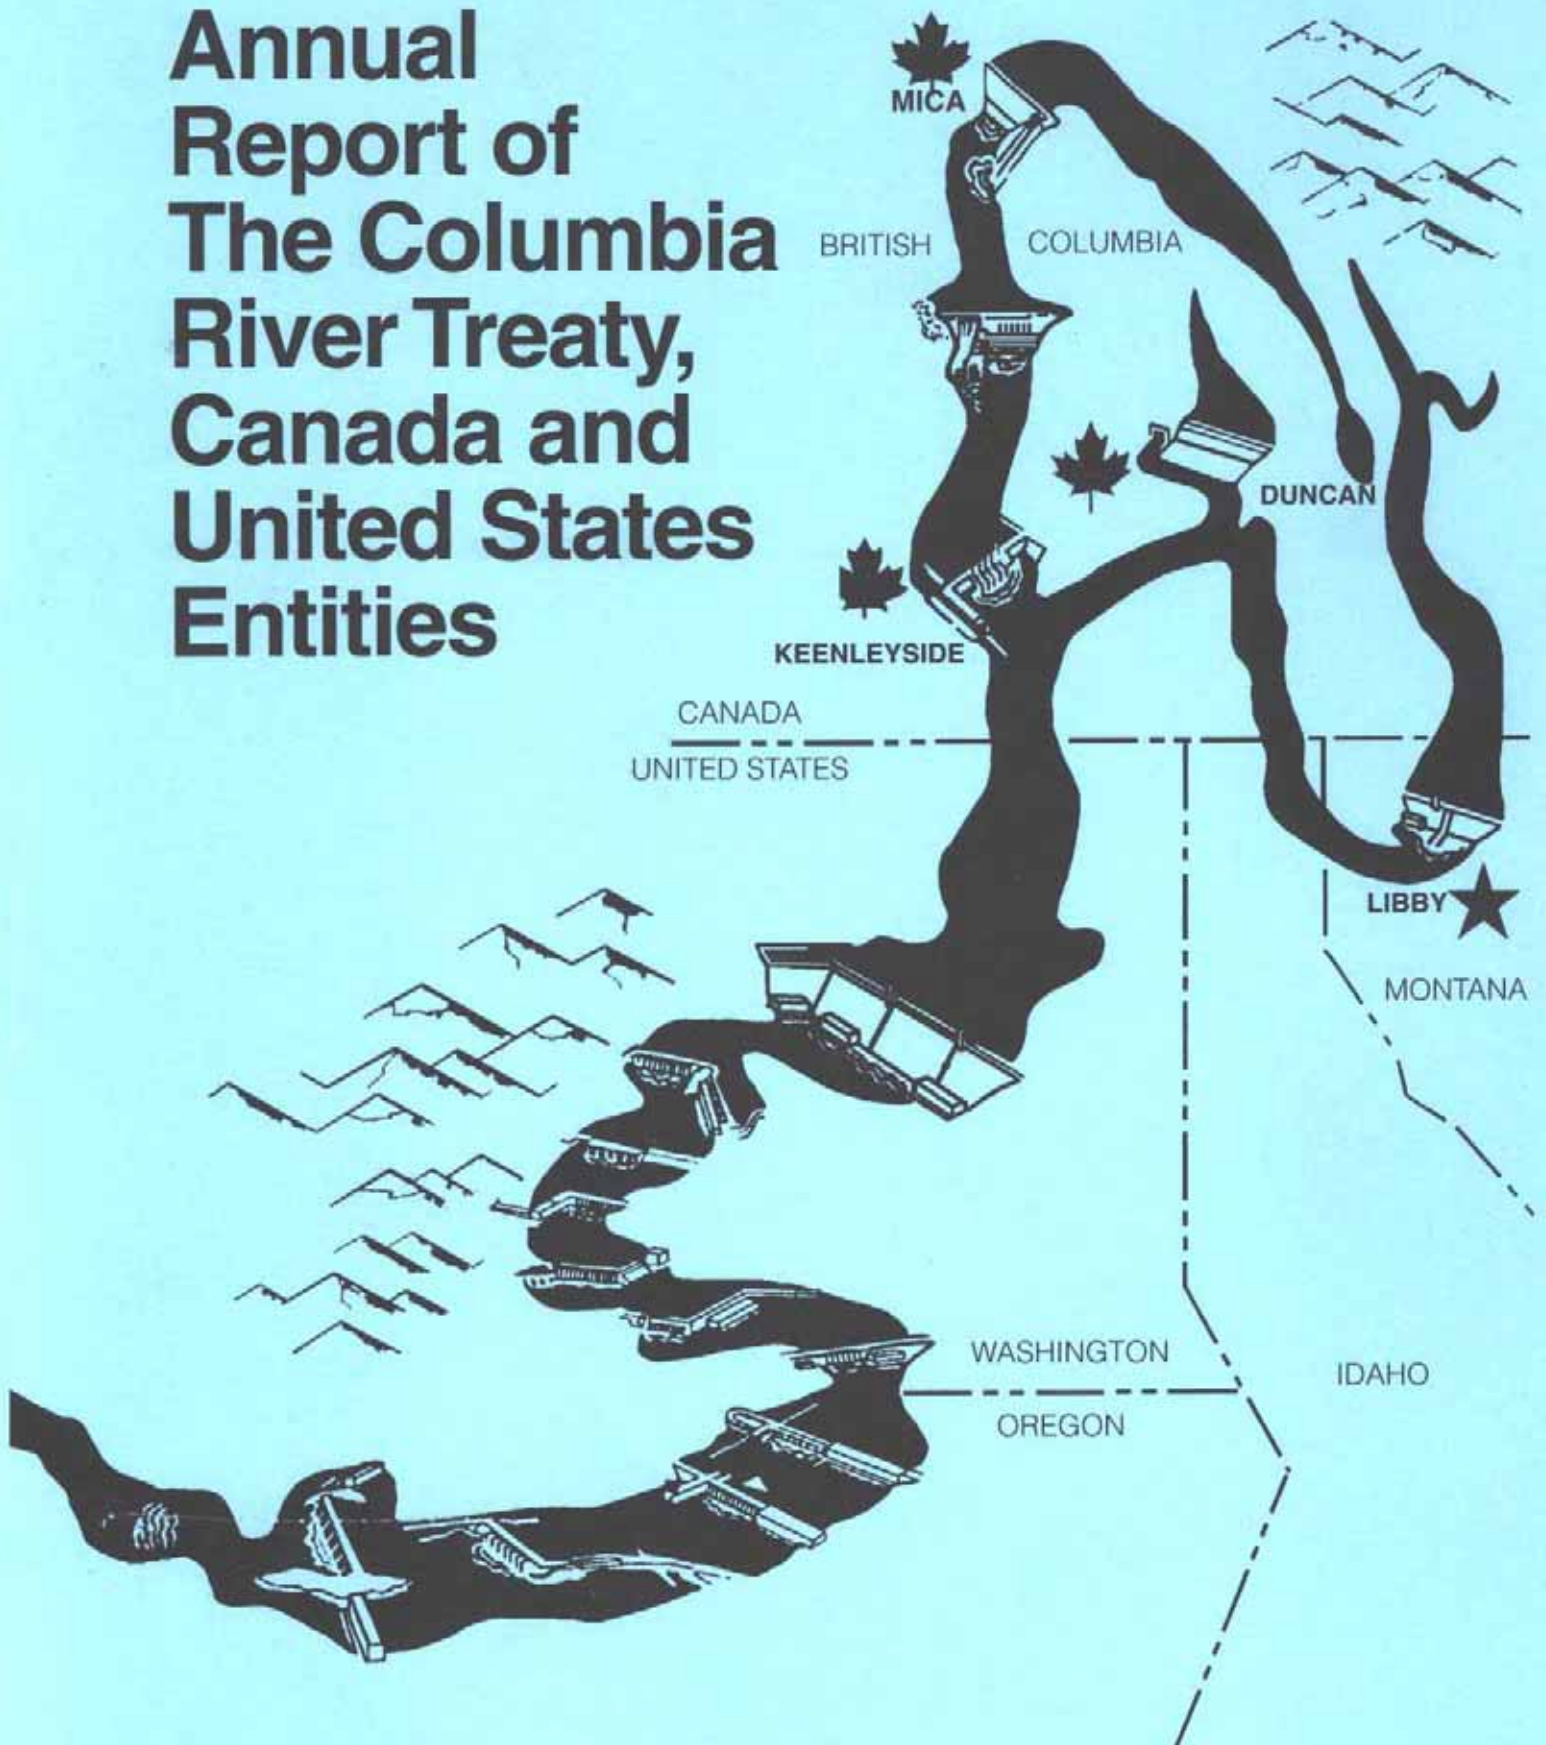 Annual
Report of
The Columbia
River Treaty,
Canada and
United States
Entities
MICA
BRITISH COLUMBIA
DUNCAN
KEENLEYSIDE
CANADA
UNITED STATES
LIBBY
MONTANA
WASHINGTON
IDAHO
OREGON